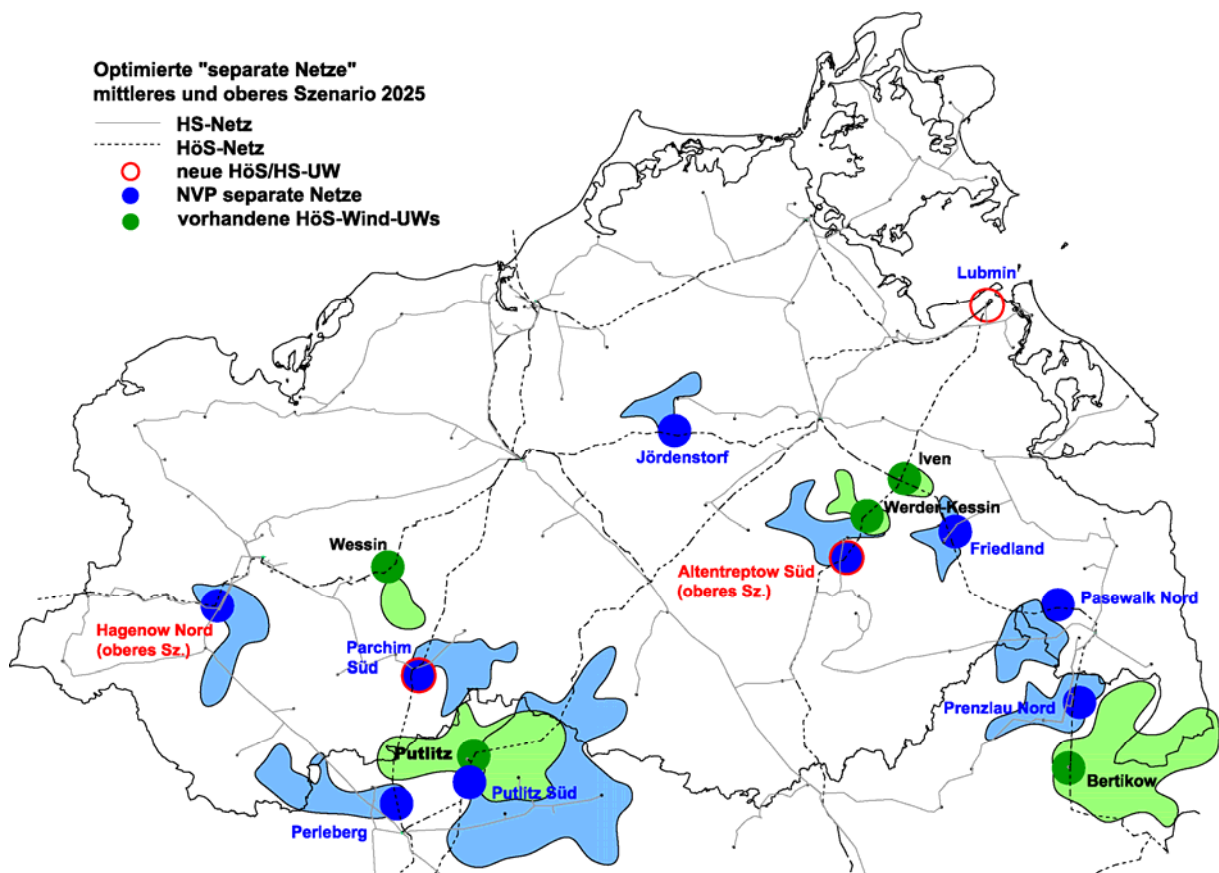 Optimierte "separate Netze"
mittleres und oberes Szenario 2025
HS-Netz
HöS-Netz
neue HöS/HS-UW
NVP separate Netze
vorhandene HöS-Wind-UWs
Lubmin'
Jördenstorf
Iven
Werder-Kessin
Friedland
Wessin
Altentreptow Süd
(oberes Sz.)
Pasewalk Nord
Hagenow Nord
(oberes Sz.)
Parchim
Süd
Prenzlau Nord
Putlitz
Bertikow
Putlitz Süd
Perleberg